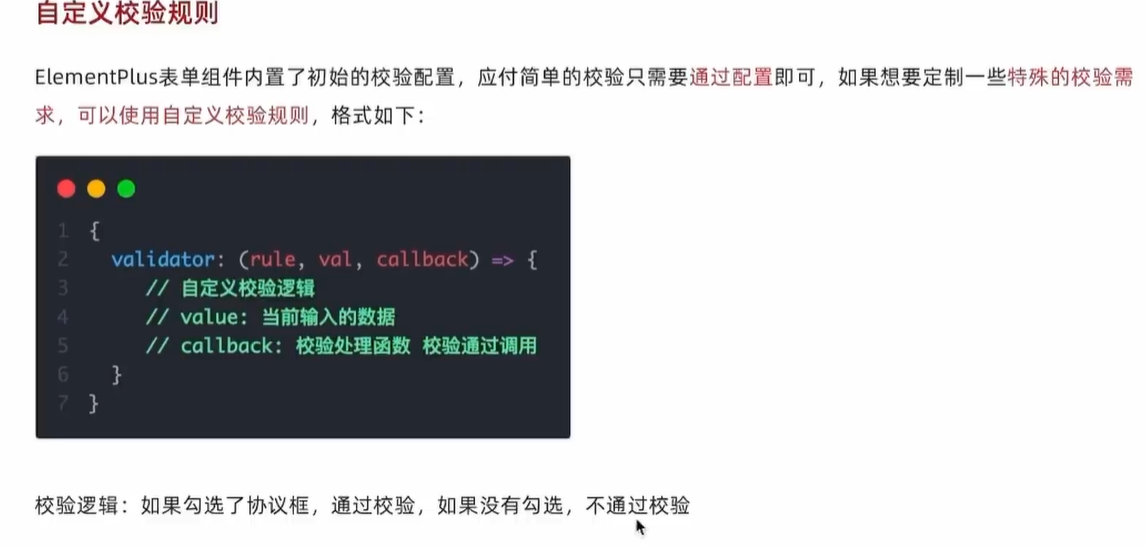 自定义校验规则
ElementPlus表单组件内置了初始的校验配置，应付简单的校验只需要通过配置即可，如果想要定制一些特殊的校验需
求，可以使用自定义校验规则，格式如下：
1 {
2 validator: (rule, val, callback) => {
3 // 自定义校验逻辑
4 // value: 当前输入的数据
5 // callback: 校验处理函数 校验通过调用
6 }
7 }
校验逻辑：如果勾选了协议框，通过校验，如果没有勾选，不通过校验